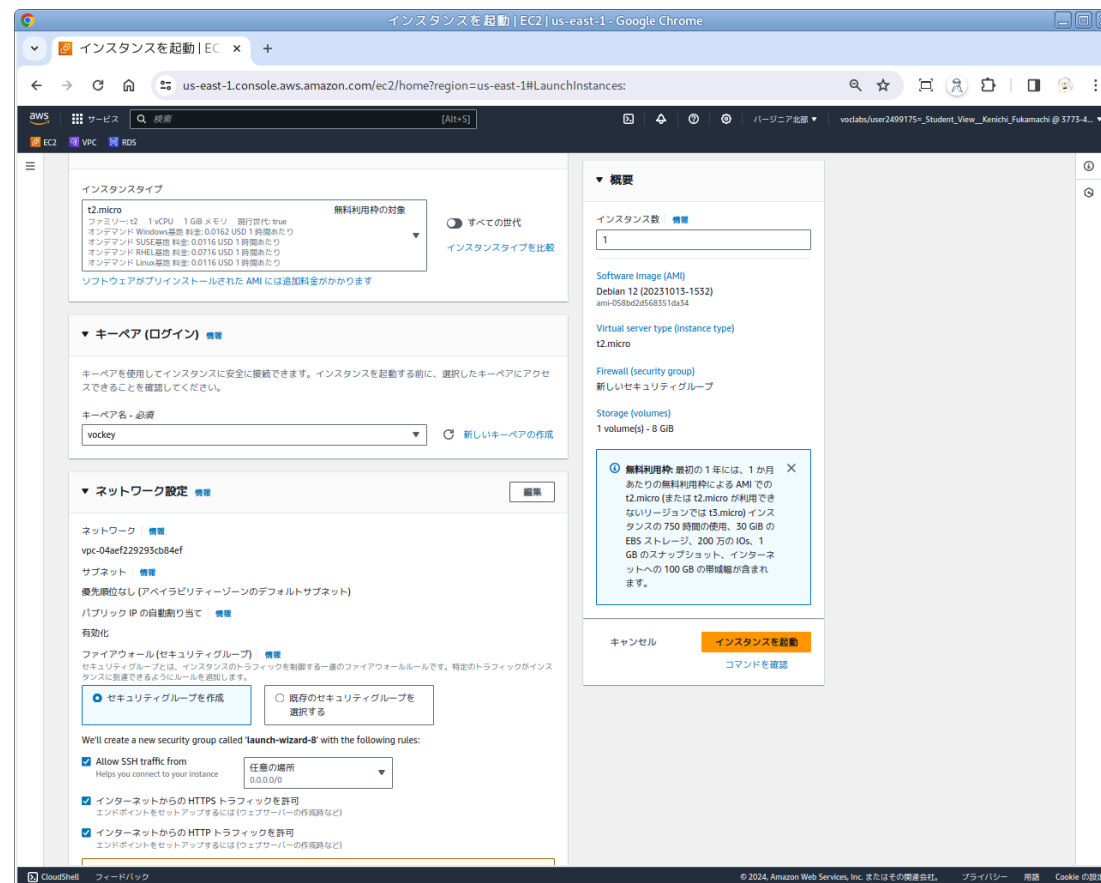 インスタンスを起動 | EC2 | us-east-1 - Google Chrome
インスタンスを起動 | EC
us-east-1.console.aws.amazon.com/ec2/home?region=us-east-1#LaunchInstances:
aws
サービス
検索
[Alt+S]
バージニア北部
voclabs/user2499175=_Student_View__Kenichi_Fukamachi @ 3773-4...
EC2
VPC
RDS
インスタンスタイプ
t2.micro
無料利用枠の対象
ファミリー: t2 1 vCPU 1 GiB メモリ 現行世代: true
オンデマンド Windows基地 料金: 0.0162 USD 1 時間あたり
オンデマンド SUSE基地 料金: 0.0116 USD 1 時間あたり
オンデマンド RHEL基地 料金: 0.0716 USD 1 時間あたり
オンデマンド Linux基地 料金: 0.0116 USD 1 時間あたり
すべての世代
インスタンスタイプを比較
ソフトウェアがプリインストールされた AMI には追加料金がかかります
キーペア (ログイン) 情報
キーペアを使用してインスタンスに安全に接続できます。インスタンスを起動する前に、選択したキーペアにアクセ
スできることを確認してください。
キーペア名 - 必須
vockey
新しいキーペアの作成
ネットワーク設定 情報
編集
ネットワーク 情報
vpc-04aef229293cb84ef
サブネット 情報
優先順位なし (アベイラビリティーゾーンのデフォルトサブネット)
パブリック IP の自動割り当て 情報
有効化
ファイアウォール (セキュリティグループ) 情報
セキュリティグループとは、インスタンスのトラフィックを制御する一連のファイアウォールルールです。特定のトラフィックがインス
タンスに到達できるようにルールを追加します。
セキュリティグループを作成
既存のセキュリティグループを
選択する
We'll create a new security group called 'launch-wizard-8' with the following rules:
Allow SSH traffic from
Helps you connect to your instance
任意の場所
0.0.0.0/0
インターネットからの HTTPS トラフィックを許可
エンドポイントをセットアップするには (ウェブサーバーの作成時など)
インターネットからの HTTP トラフィックを許可
エンドポイントをセットアップするには (ウェブサーバーの作成時など)
概要
インスタンス数 情報
1
Software Image (AMI)
Debian 12 (20231013-1532)
ami-058bd2d568351da34
Virtual server type (instance type)
t2.micro
Firewall (security group)
新しいセキュリティグループ
Storage (volumes)
1 volume(s) - 8 GiB
無料利用枠: 最初の 1 年には、1 か月
あたりの無料利用枠による AMI での
t2.micro (または t2.micro が利用でき
ないリージョンでは t3.micro) インス
タンスの 750 時間の使用、30 GiB の
EBS ストレージ、200 万の IOs、1
GB のスナップショット、インターネ
ットへの 100 GB の帯域幅が含まれ
ます。
キャンセル
インスタンスを起動
コマンドを確認
CloudShell
フィードバック
© 2024, Amazon Web Services, Inc. またはその関連会社。
プライバシー
用語
Cookie の設定